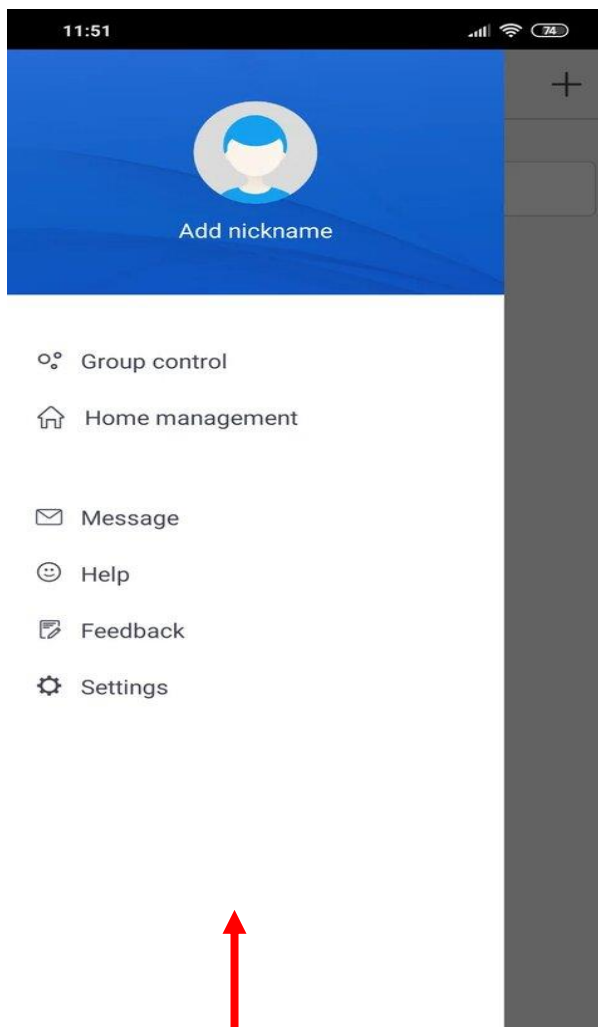 11:51
74
Add nickname
Group control
Home management
Message
Help
Feedback
Settings